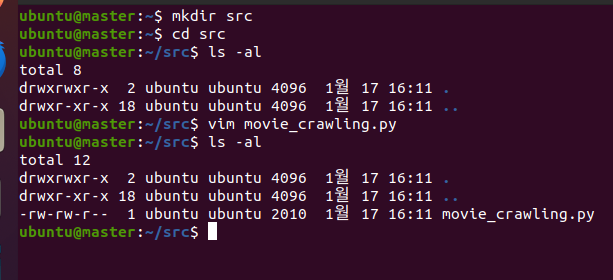 ubuntu@master:~$ mkdir src
ubuntu@master:~$ cd src
ubuntu@master:~/src$ ls -al
total 8
drwxrwxr-x  2 ubuntu ubuntu 4096  1월 17 16:11 .
drwxr-xr-x 18 ubuntu ubuntu 4096  1월 17 16:11 ..
ubuntu@master:~/src$ vim movie_crawling.py
ubuntu@master:~/src$ ls -al
total 12
drwxrwxr-x  2 ubuntu ubuntu 4096  1월 17 16:11 .
drwxr-xr-x 18 ubuntu ubuntu 4096  1월 17 16:11 ..
-rw-rw-r--  1 ubuntu ubuntu 2010  1월 17 16:11 movie_crawling.py
ubuntu@master:~/src$